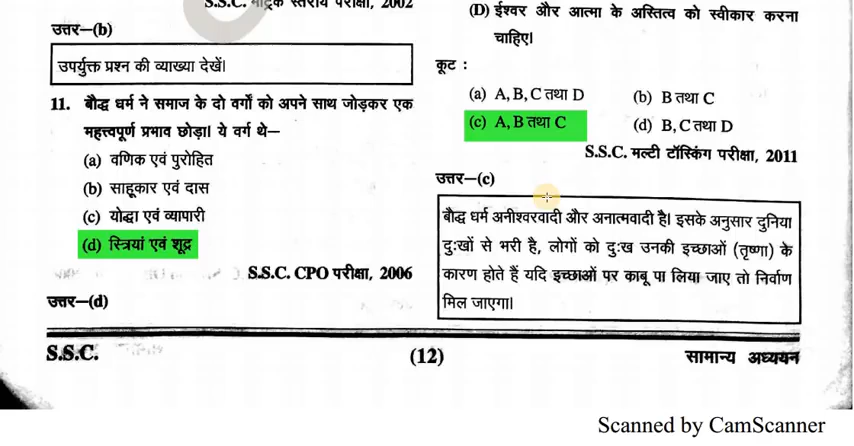 S.S.C. मैट्रिक स्तरीय परीक्षा, 2002
उत्तर—(b)
उपर्युक्त प्रश्न की व्याख्या देखें।
11. बौद्ध धर्म ने समाज के दो वर्गों को अपने साथ जोड़कर एक
महत्त्वपूर्ण प्रभाव छोड़ा। ये वर्ग थे—
(a) वणिक एवं पुरोहित
(b) साहूकार एवं दास
(c) योद्धा एवं व्यापारी
(d) स्त्रियां एवं शूद्र
S.S.C. CPO परीक्षा, 2006
उत्तर—(d)
(D) ईश्वर और आत्मा के अस्तित्व को स्वीकार करना
चाहिए।
कूट :
(a) A, B, C तथा D (b) B तथा C
(c) A, B तथा C (d) B, C तथा D
S.S.C. मल्टी टॉस्किंग परीक्षा, 2011
उत्तर—(c)
बौद्ध धर्म अनीश्वरवादी और अनात्मवादी है। इसके अनुसार दुनिया
दुःखों से भरी है, लोगों को दुःख उनकी इच्छाओं (तृष्णा) के
कारण होते हैं यदि इच्छाओं पर काबू पा लिया जाए तो निर्वाण
मिल जाएगा।
S.S.C. (12) सामान्य अध्ययन
Scanned by CamScanner